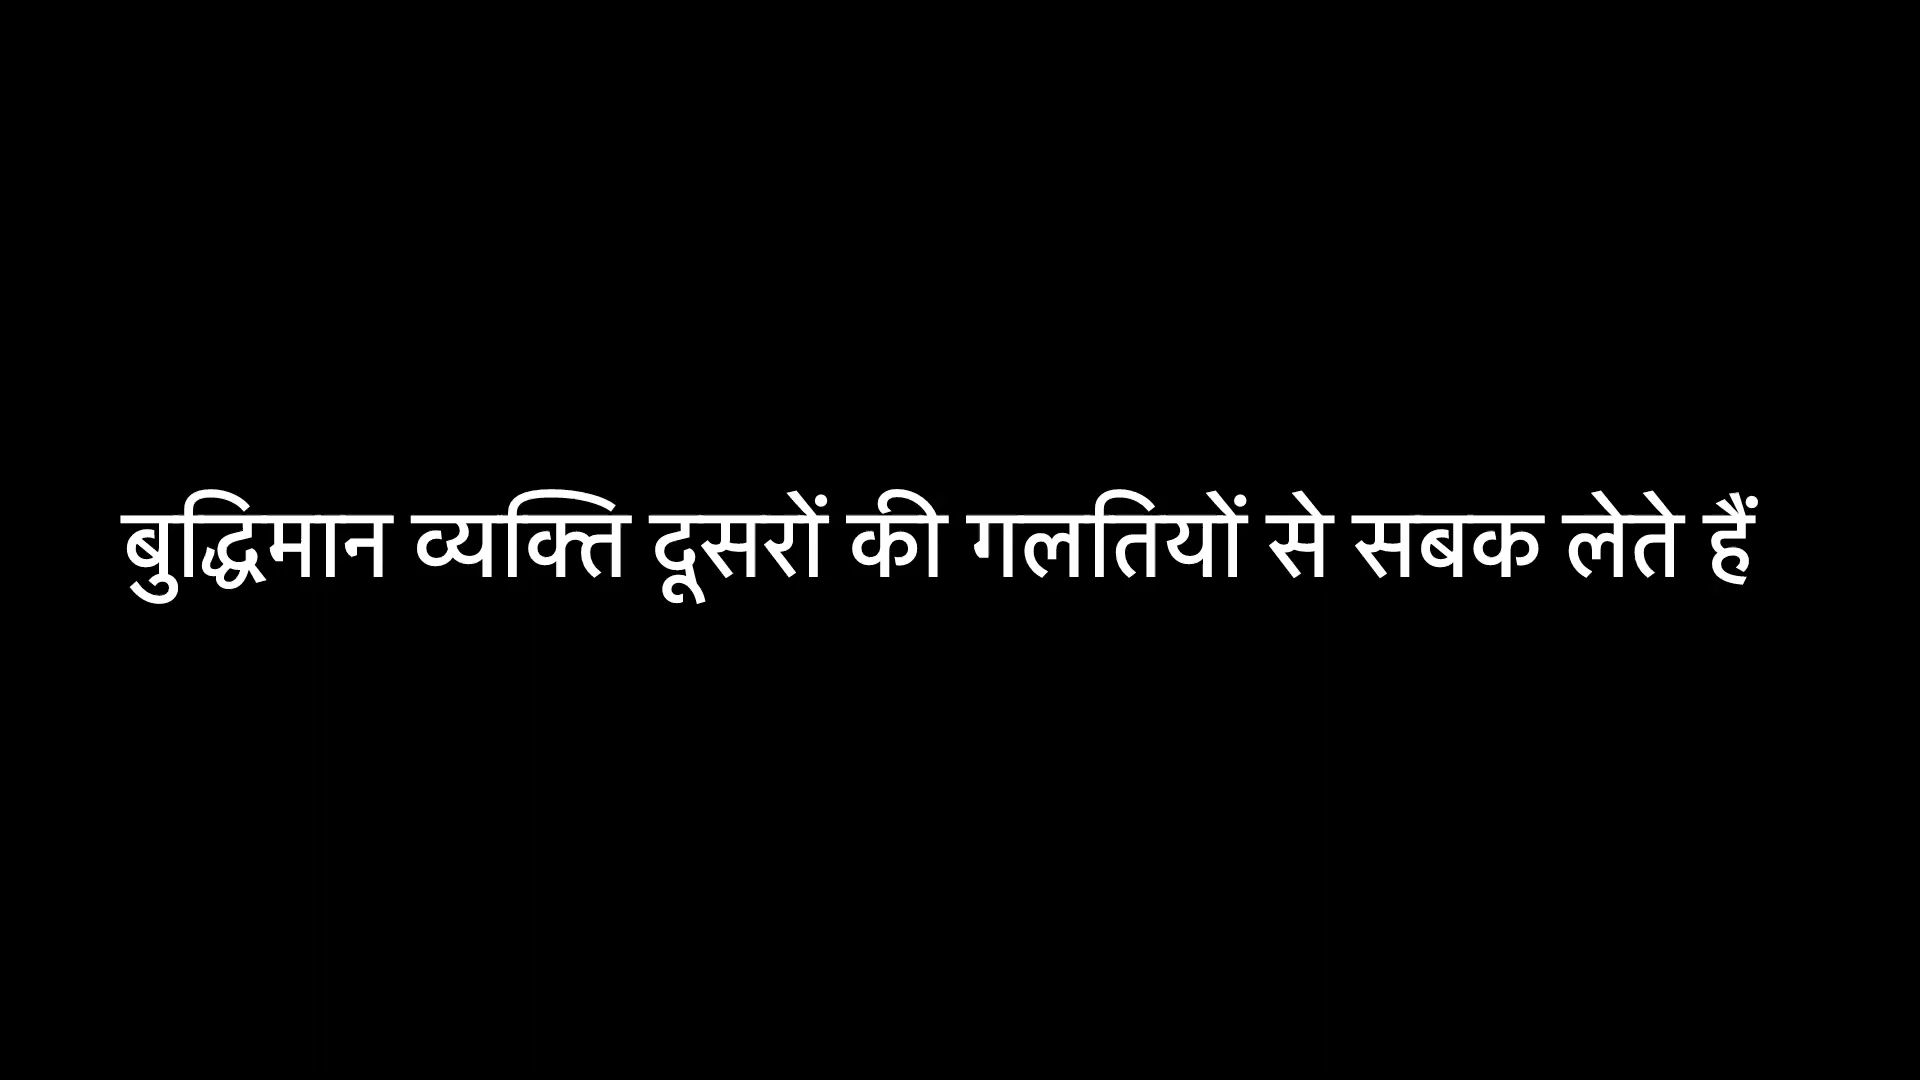 बुद्धिमान व्यक्ति दूसरों की गलतियों से सबक लेते हैं